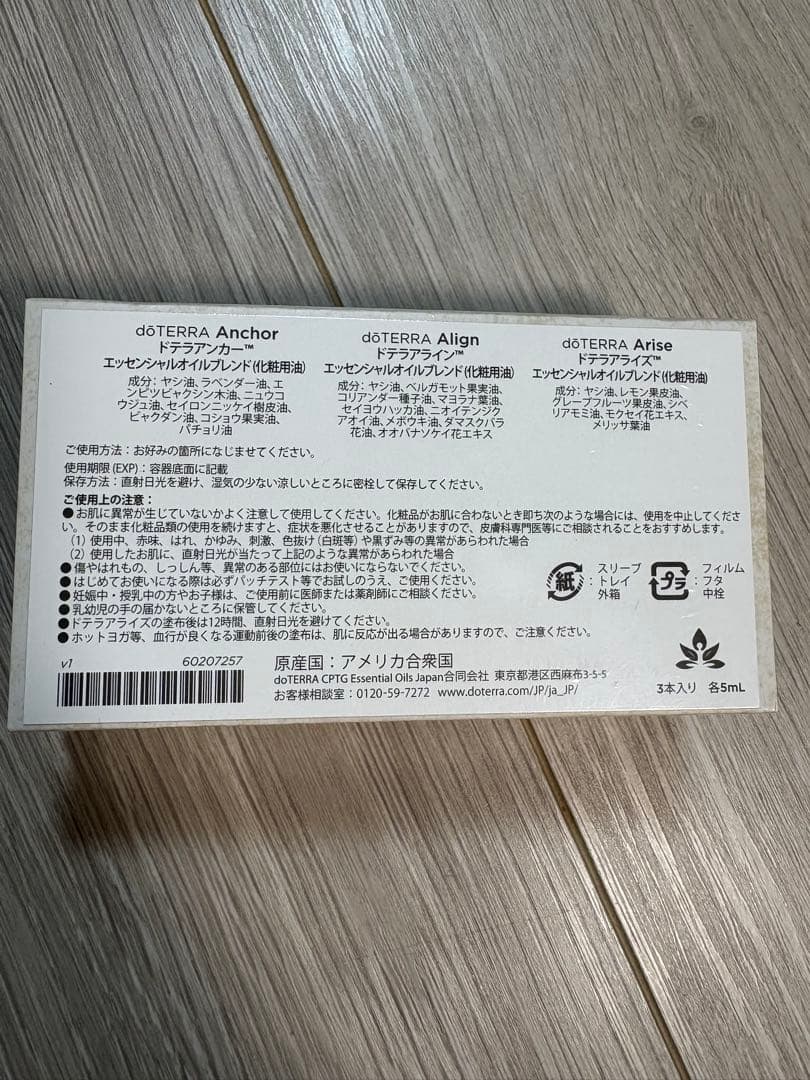 dōTERRA Anchor
ドテラアンカー™
エッセンシャルオイルブレンド(化粧用油)
成分：ヤシ油、ラベンダー油、エ
ンピツビャクシン木油、ニュウコ
ウジュ油、セイロンニッケイ樹皮油、
ビャクダン油、コショウ果実油、
パチョリ油
dōTERRA Align
ドテラアライン™
エッセンシャルオイルブレンド(化粧用油)
成分：ヤシ油、ベルガモット果実油、
コリアンダー種子油、マヨラナ葉油、
セイヨウハッカ油、ニオイテンジク
アオイ油、メボウキ油、ダマスクバラ
花油、オオバナソケイ花エキス
dōTERRA Arise
ドテラアライズ™
エッセンシャルオイルブレンド(化粧用油)
成分：ヤシ油、レモン果皮油、
グレープフルーツ果皮油、シベ
リアモミ油、モクセイ花エキス、
メリッサ葉油
ご使用方法：お好みの箇所になじませてください。
使用期限 (EXP)：容器底面に記載
保存方法：直射日光を避け、湿気の少ない涼しいところに密栓して保存してください。
ご使用上の注意：
●お肌に異常が生じていないかよく注意して使用してください。化粧品がお肌に合わないとき即ち次のような場合には、使用を中止してくださ
い。そのまま化粧品類の使用を続けますと、症状を悪化させることがありますので、皮膚科専門医等にご相談されることをおすすめします。
(1) 使用中、赤味、はれ、かゆみ、刺激、色抜け（白斑等）や黒ずみ等の異常があらわれた場合
(2) 使用したお肌に、直射日光が当たって上記のような異常があらわれた場合
●傷やはれもの、しっしん等、異常のある部位にはお使いにならないでください。
●はじめてお使いになる際は必ずパッチテスト等でお試しのうえ、ご使用ください。
●妊娠中・授乳中の方やお子様は、ご使用前に医師または薬剤師にご相談ください。
●乳幼児の手の届かないところに保管してください。
●ドテラアライズの塗布後は12時間、直射日光を避けてください。
●ホットヨガ等、血行が良くなる運動前後の塗布は、肌に反応が出る場合がありますので、ご注意ください。
紙
：スリーブ
：トレイ
外箱
プラ
：フィルム
：フタ
中栓
v1 60207257
原産国：アメリカ合衆国
doTERRA CPTG Essential Oils Japan合同会社 東京都港区西麻布3-5-5
お客様相談室：0120-59-7272 www.doterra.com/JP/ja_JP/
3本入り 各5mL